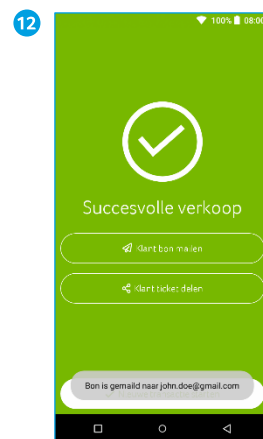 12
100% 08:00
Succesvolle verkoop
Klant bon mailen
Klant ticket delen
Bon is gemaild naar john.doe@gmail.com